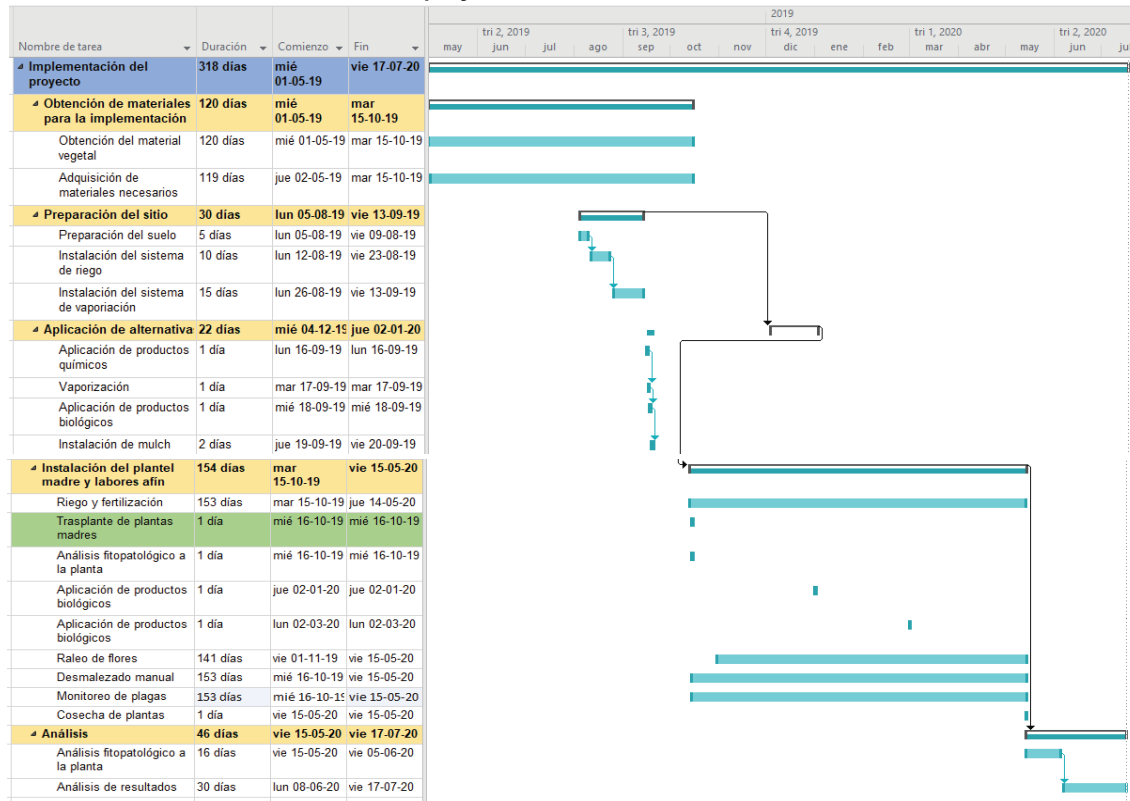 2019
tri 2, 2019 tri 3, 2019 tri 4, 2019 tri 1, 2020 tri 2, 2020
Nombre de tarea Duración Comienzo Fin may jun jul ago sep oct nov dic ene feb mar abr may jun ju
Implementación del 318 días mié vie 17-07-20
proyecto 01-05-19
Obtención de materiales 120 días mié mar
para la implementación 01-05-19 15-10-19
Obtención del material 120 días mié 01-05-19 mar 15-10-19
vegetal
Adquisición de 119 días jue 02-05-19 mar 15-10-19
materiales necesarios
Preparación del sitio 30 días lun 05-08-19 vie 13-09-19
Preparación del suelo 5 días lun 05-08-19 vie 09-08-19
Instalación del sistema 10 días lun 12-08-19 vie 23-08-19
de riego
Instalación del sistema 15 días lun 26-08-19 vie 13-09-19
de vaporiación
Aplicación de alternativa 22 días mié 04-12-19 jue 02-01-20
Aplicación de productos 1 día lun 16-09-19 lun 16-09-19
químicos
Vaporización 1 día mar 17-09-19 mar 17-09-19
Aplicación de productos 1 día mié 18-09-19 mié 18-09-19
biológicos
Instalación de mulch 2 días jue 19-09-19 vie 20-09-19
Instalación del plantel 154 días mar vie 15-05-20
madre y labores afín 15-10-19
Riego y fertilización 153 días mar 15-10-19 jue 14-05-20
Trasplante de plantas 1 día mié 16-10-19 mié 16-10-19
madres
Análisis fitopatológico a 1 día mié 16-10-19 mié 16-10-19
la planta
Aplicación de productos 1 día jue 02-01-20 jue 02-01-20
biológicos
Aplicación de productos 1 día lun 02-03-20 lun 02-03-20
biológicos
Raleo de flores 141 días vie 01-11-19 vie 15-05-20
Desmalezado manual 153 días mié 16-10-19 vie 15-05-20
Monitoreo de plagas 153 días mié 16-10-19 vie 15-05-20
Cosecha de plantas 1 día vie 15-05-20 vie 15-05-20
Análisis 46 días vie 15-05-20 vie 17-07-20
Análisis fitopatológico a 16 días vie 15-05-20 vie 05-06-20
la planta
Análisis de resultados 30 días lun 08-06-20 vie 17-07-20